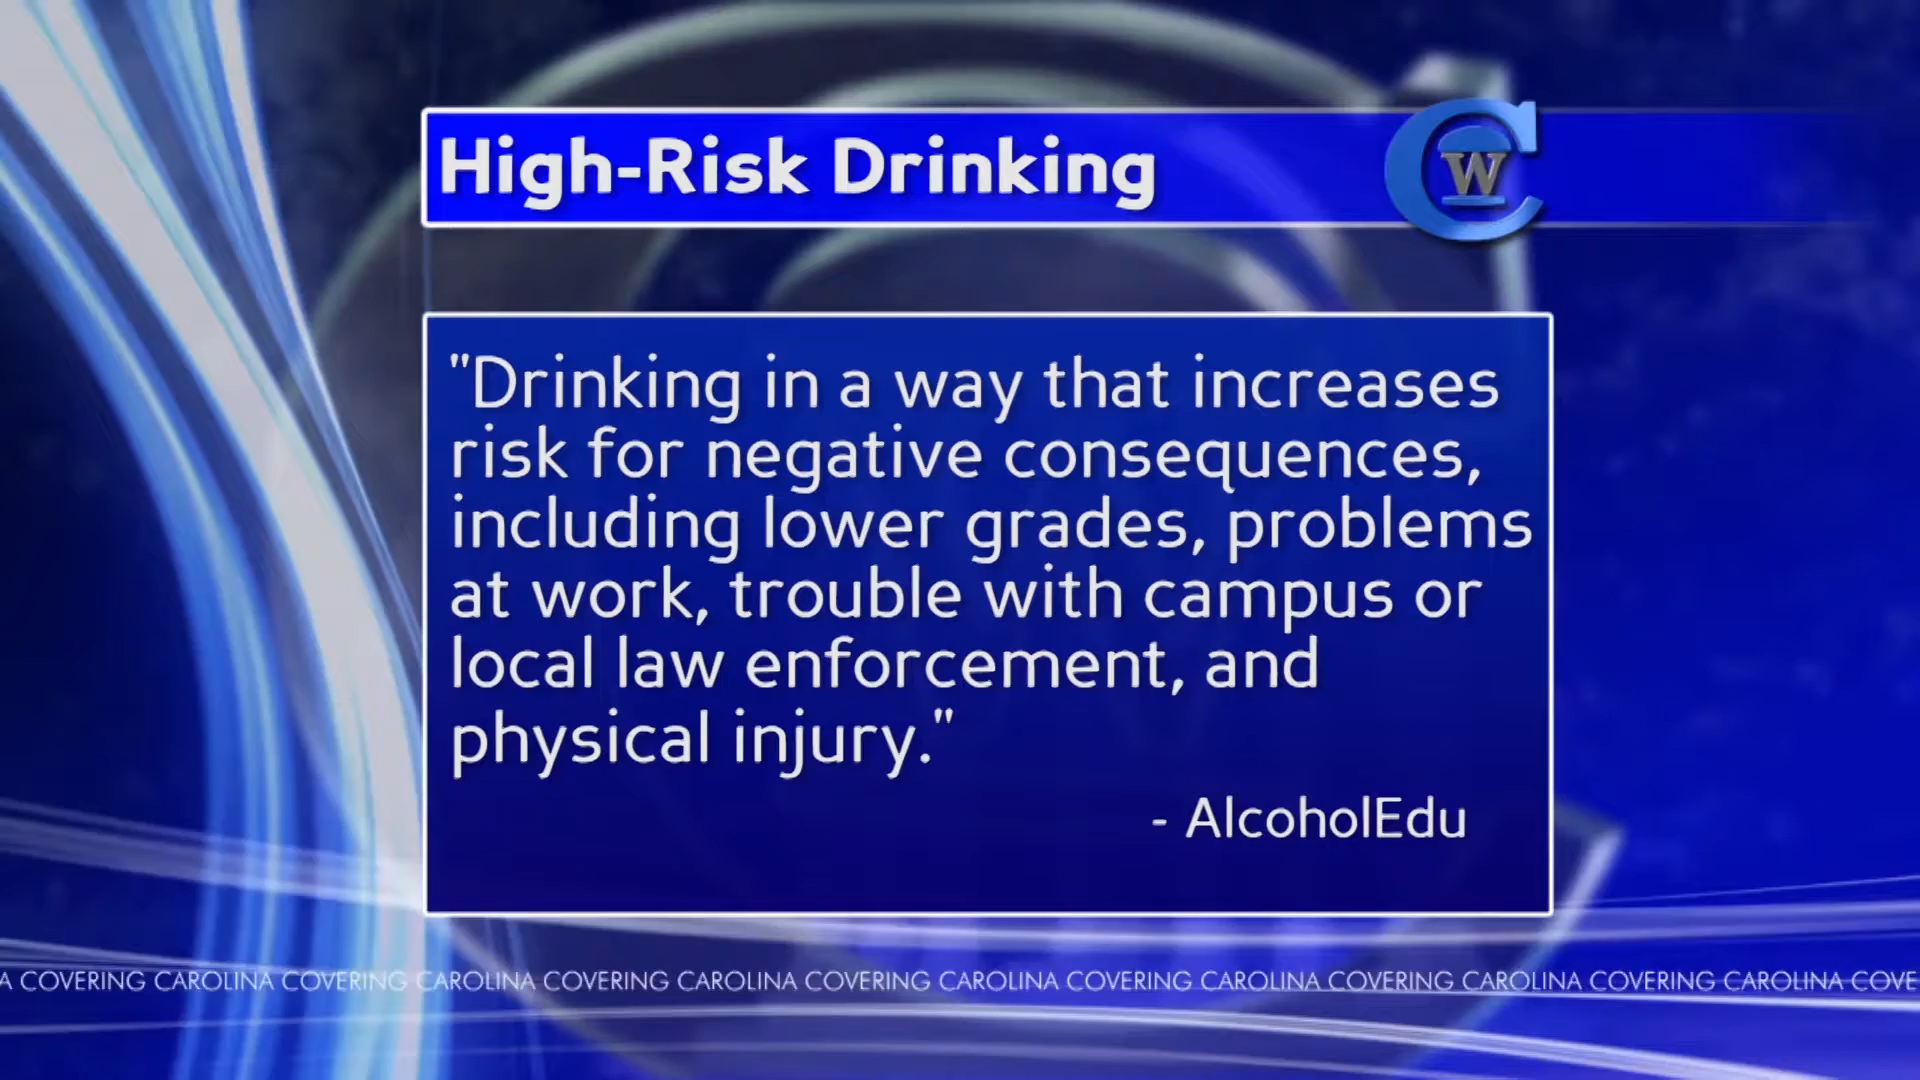 High-Risk Drinking
W
"Drinking in a way that increases
risk for negative consequences,
including lower grades, problems
at work, trouble with campus or
local law enforcement, and
physical injury."
- AlcoholEdu
A COVERING CAROLINA COVERING CAROLINA COVERING CAROLINA COVERING CAROLINA COVERING CAROLINA COVERING CAROLINA COVERING CAROLINA COVE